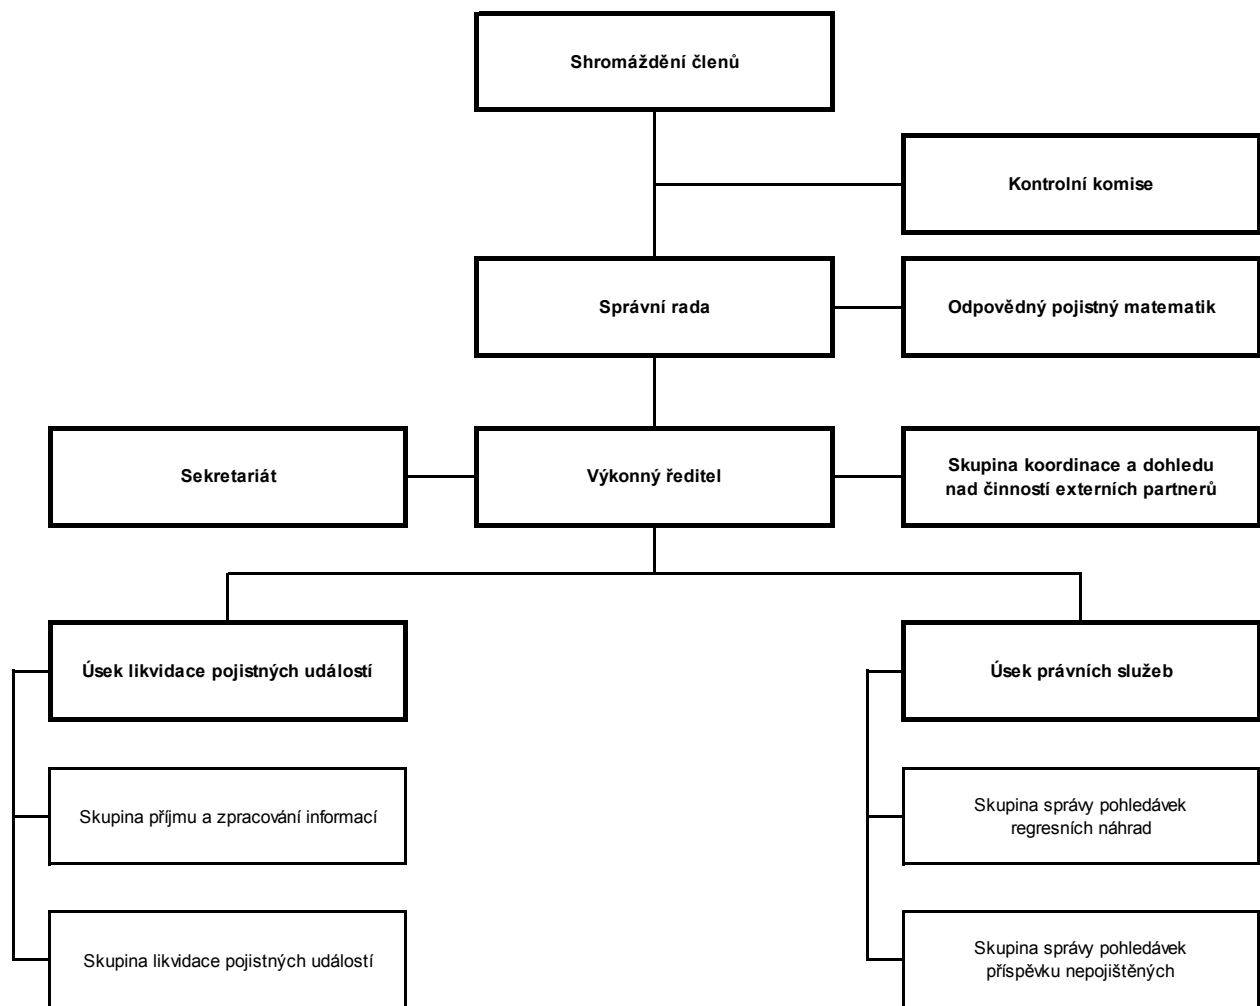 Shromáždění členů
Kontrolní komise
Správní rada
Odpovědný pojistný matematik
Sekretariát
Výkonný ředitel
Skupina koordinace a dohledu
nad činností externích partnerů
Úsek likvidace pojistných událostí
Úsek právních služeb
Skupina příjmu a zpracování informací
Skupina správy pohledávek
regresních náhrad
Skupina likvidace pojistných událostí
Skupina správy pohledávek
příspěvku nepojištěných